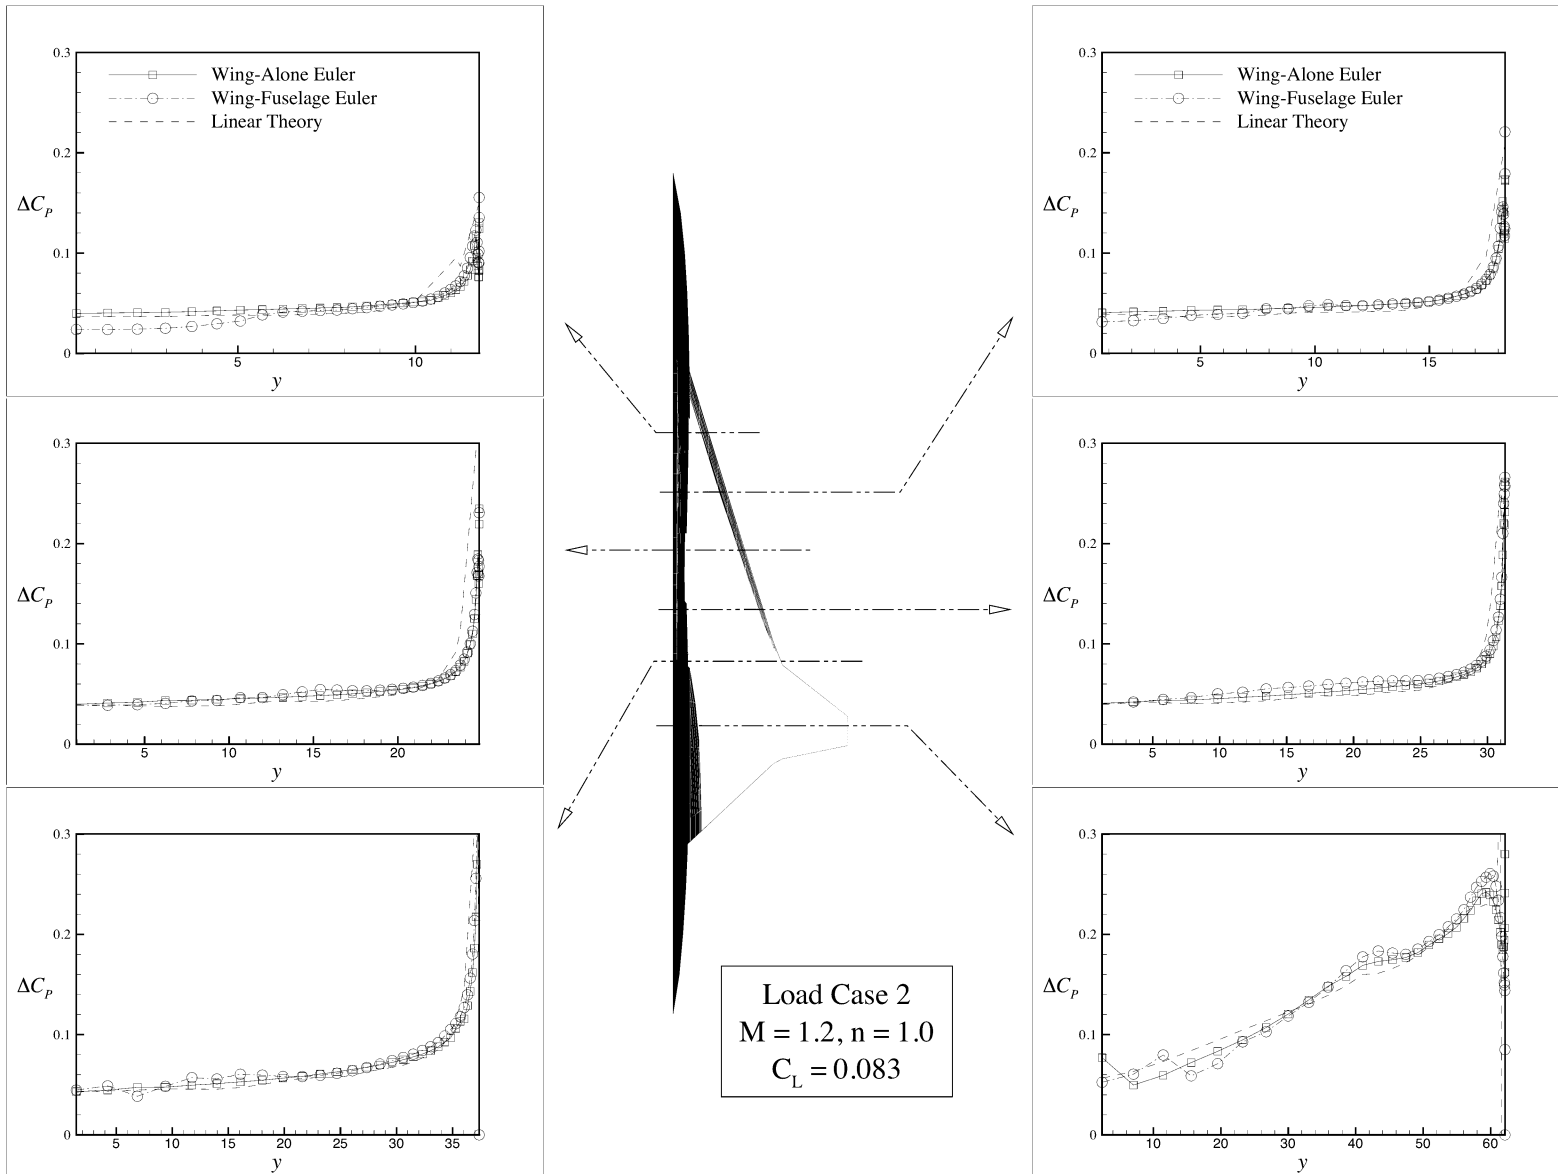 0.3
Wing-Alone Euler
Wing-Fuselage Euler
Linear Theory
0.2
ΔC_P
0.1
0
5
10
y
0.3
Wing-Alone Euler
Wing-Fuselage Euler
Linear Theory
0.2
ΔC_P
0.1
0
5
10
15
y
0.3
0.2
ΔC_P
0.1
0
5
10
15
20
y
0.3
0.2
ΔC_P
0.1
0
5
10
15
20
25
30
y
0.3
0.2
ΔC_P
0.1
0
5
10
15
20
25
30
35
y
0.3
0.2
ΔC_P
0.1
0
10
20
30
40
50
60
y
Load Case 2
M = 1.2, n = 1.0
C_L = 0.083